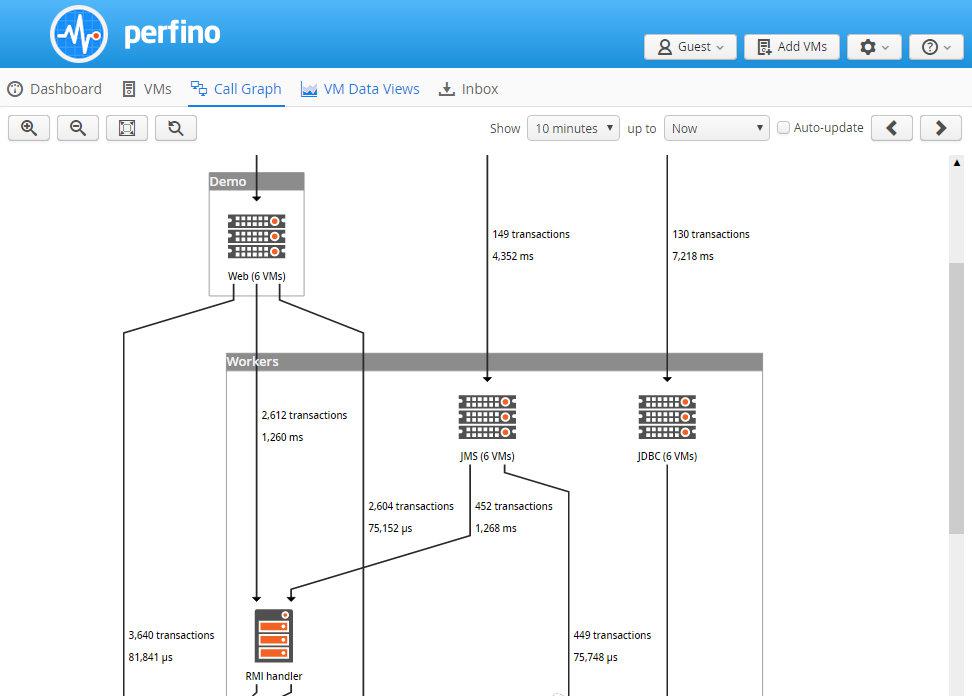 perfino
Guest
Add VMs
Dashboard
VMs
Call Graph
VM Data Views
Inbox
Show
10 minutes
up to
Now
Auto-update
Demo
Web (6 VMs)
149 transactions
4,352 ms
130 transactions
7,218 ms
Workers
2,612 transactions
1,260 ms
JMS (6 VMs)
JDBC (6 VMs)
2,604 transactions
75,152 µs
452 transactions
1,268 ms
3,640 transactions
81,841 µs
RMI handler
449 transactions
75,748 µs